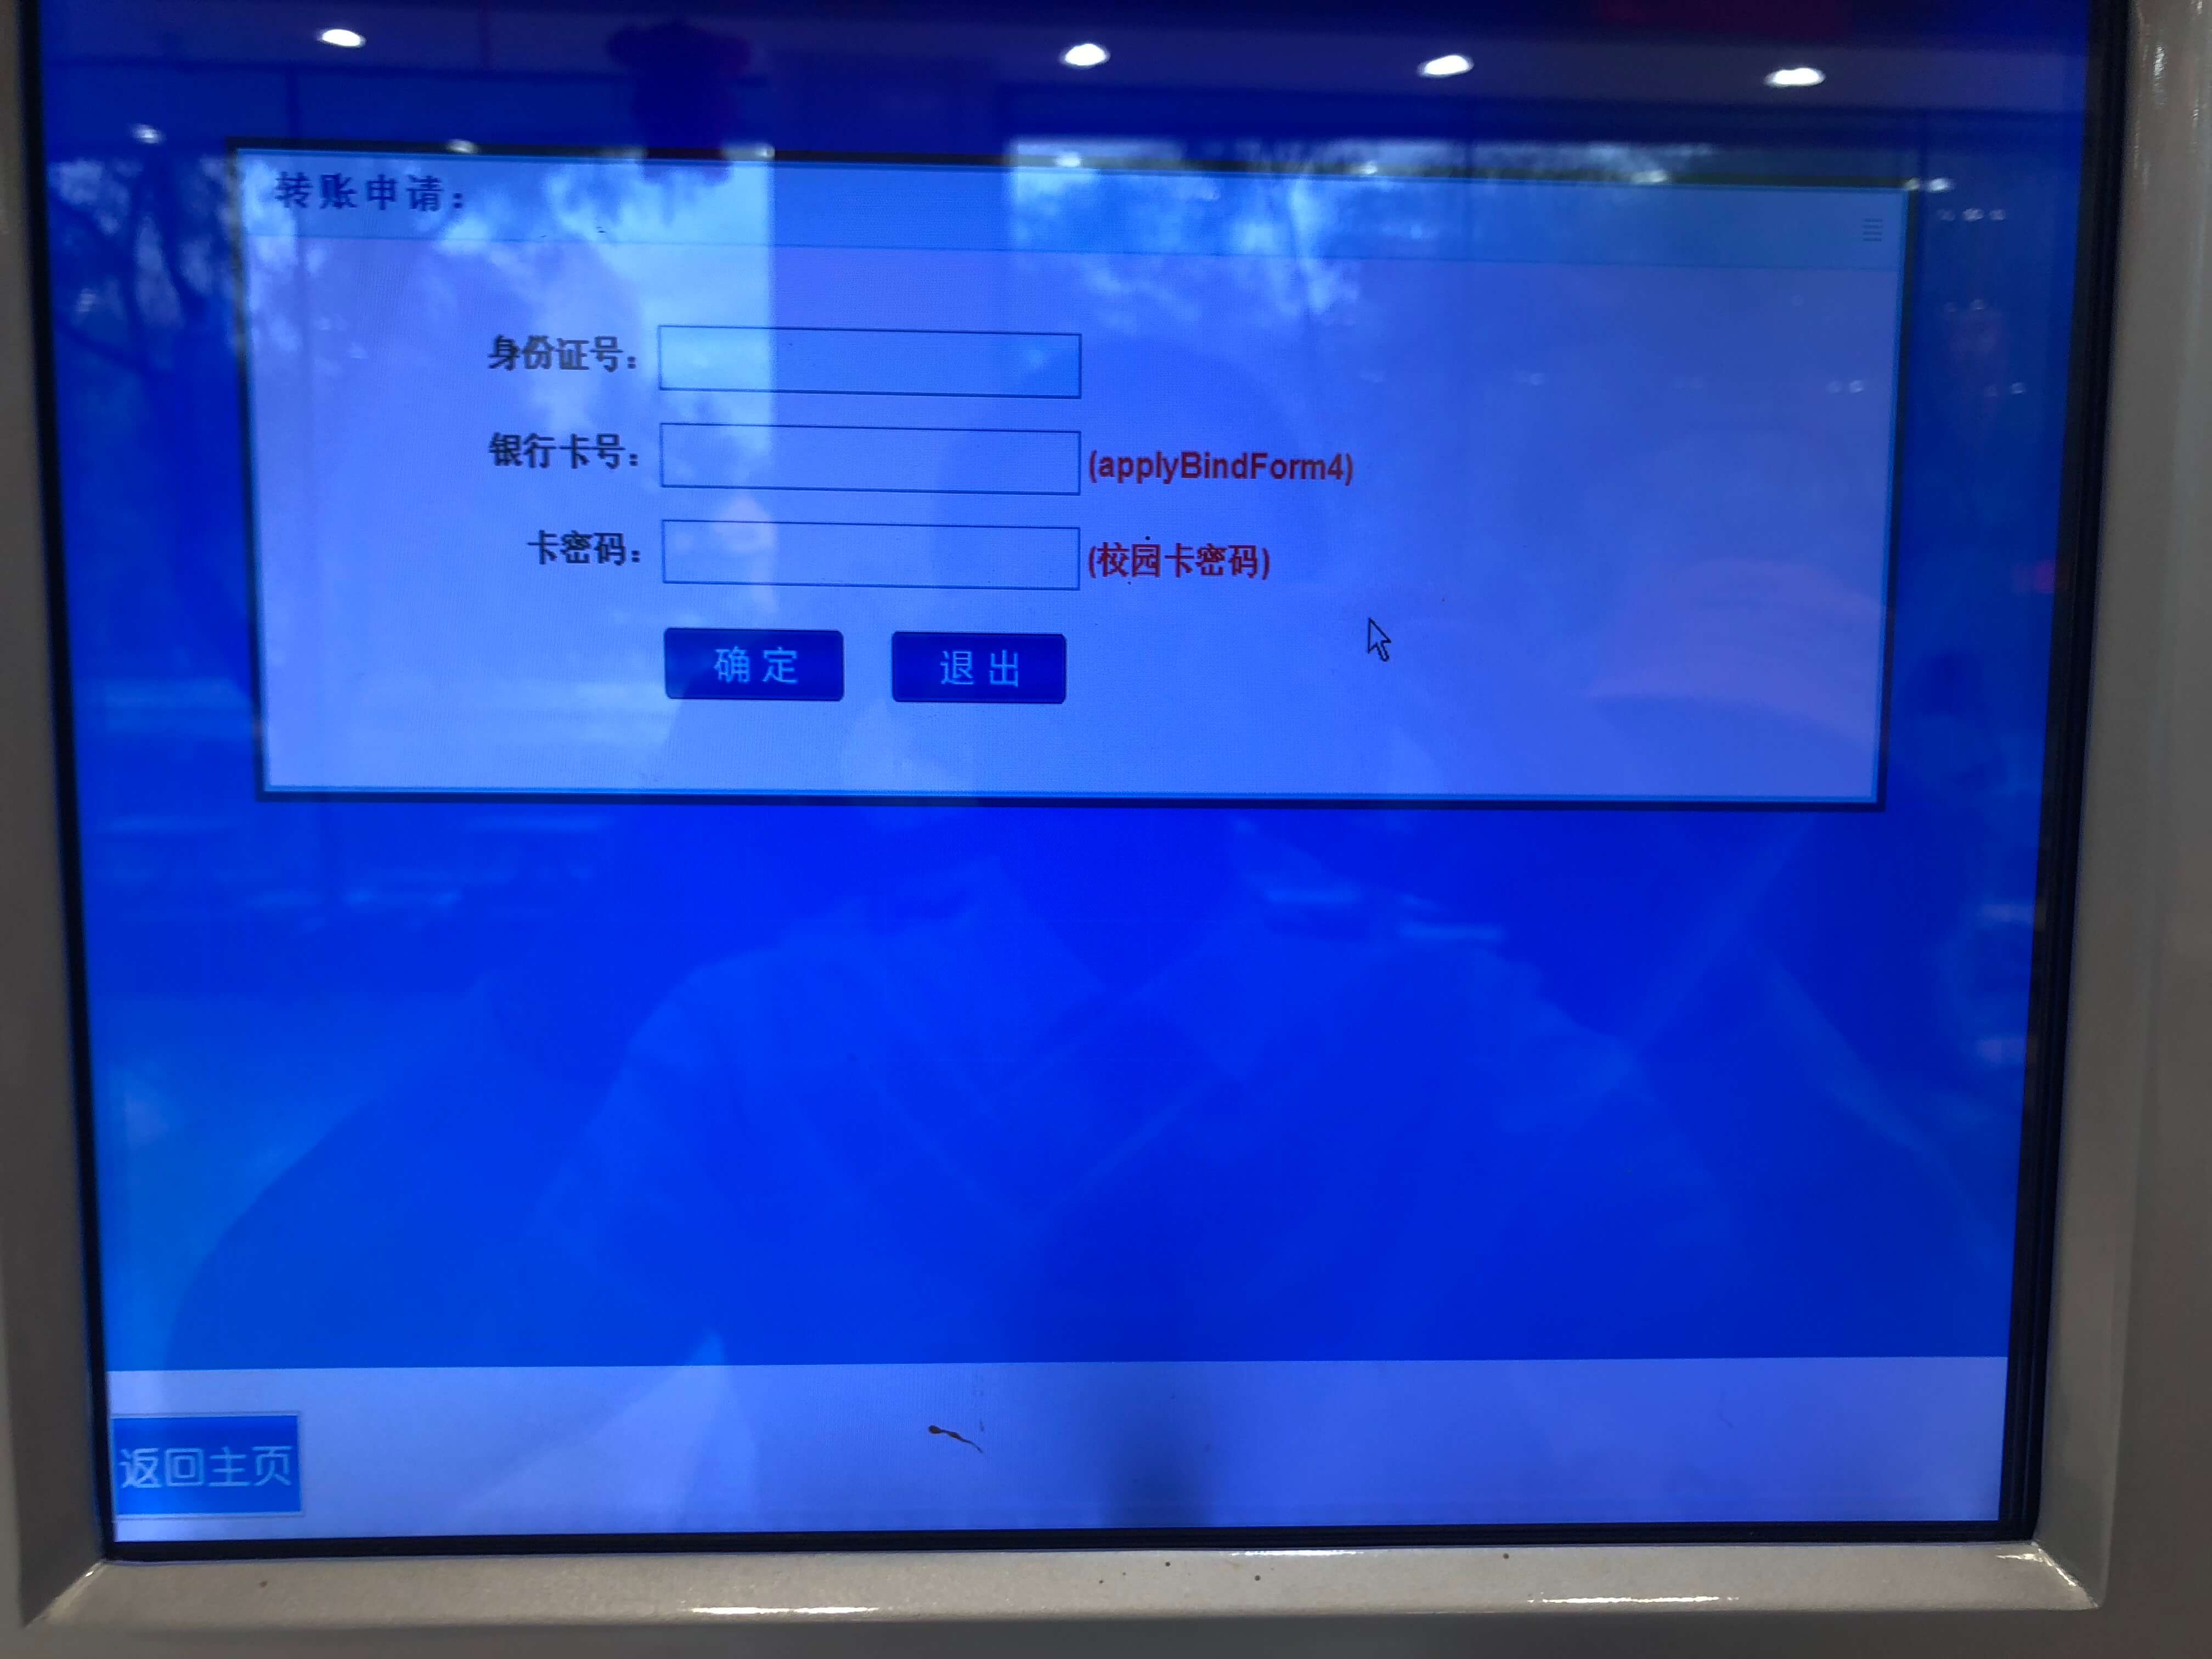 转账申请：
身份证号：
银行卡号： (applyBindForm4)
卡密码： (校园卡密码)
确 定 退 出
返回主页